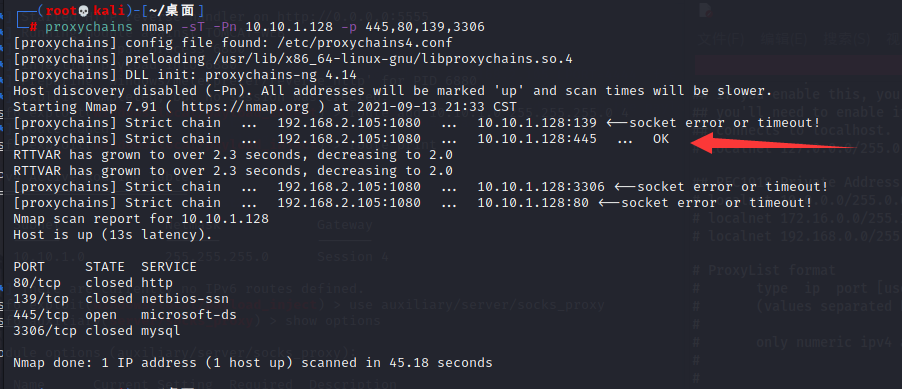 (root💀kali)-[~/桌面]
# proxychains nmap -sT -Pn 10.10.1.128 -p 445,80,139,3306
[proxychains] config file found: /etc/proxychains4.conf
[proxychains] preloading /usr/lib/x86_64-linux-gnu/libproxychains.so.4
[proxychains] DLL init: proxychains-ng 4.14
Host discovery disabled (-Pn). All addresses will be marked 'up' and scan times will be slower.
Starting Nmap 7.91 ( https://nmap.org ) at 2021-09-13 21:33 CST
[proxychains] Strict chain  ...  192.168.2.105:1080  ...  10.10.1.128:139 <--socket error or timeout!
[proxychains] Strict chain  ...  192.168.2.105:1080  ...  10.10.1.128:445  ...  OK
RTTVAR has grown to over 2.3 seconds, decreasing to 2.0
RTTVAR has grown to over 2.3 seconds, decreasing to 2.0
[proxychains] Strict chain  ...  192.168.2.105:1080  ...  10.10.1.128:3306 <--socket error or timeout!
[proxychains] Strict chain  ...  192.168.2.105:1080  ...  10.10.1.128:80 <--socket error or timeout!
Nmap scan report for 10.10.1.128
Host is up (13s latency).
PORT     STATE  SERVICE
80/tcp   closed http
139/tcp  closed netbios-ssn
445/tcp  open   microsoft-ds
3306/tcp closed mysql
Nmap done: 1 IP address (1 host up) scanned in 45.18 seconds